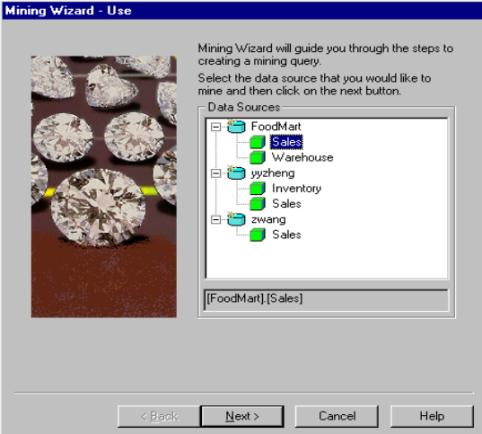 Mining Wizard - Use
Mining Wizard will guide you through the steps to
creating a mining query.
Select the data source that you would like to
mine and then click on the next button.
Data Sources
FoodMart
Sales
Warehouse
yyzheng
Inventory
Sales
zwang
Sales
[FoodMart].[Sales]
< Back
Next >
Cancel
Help